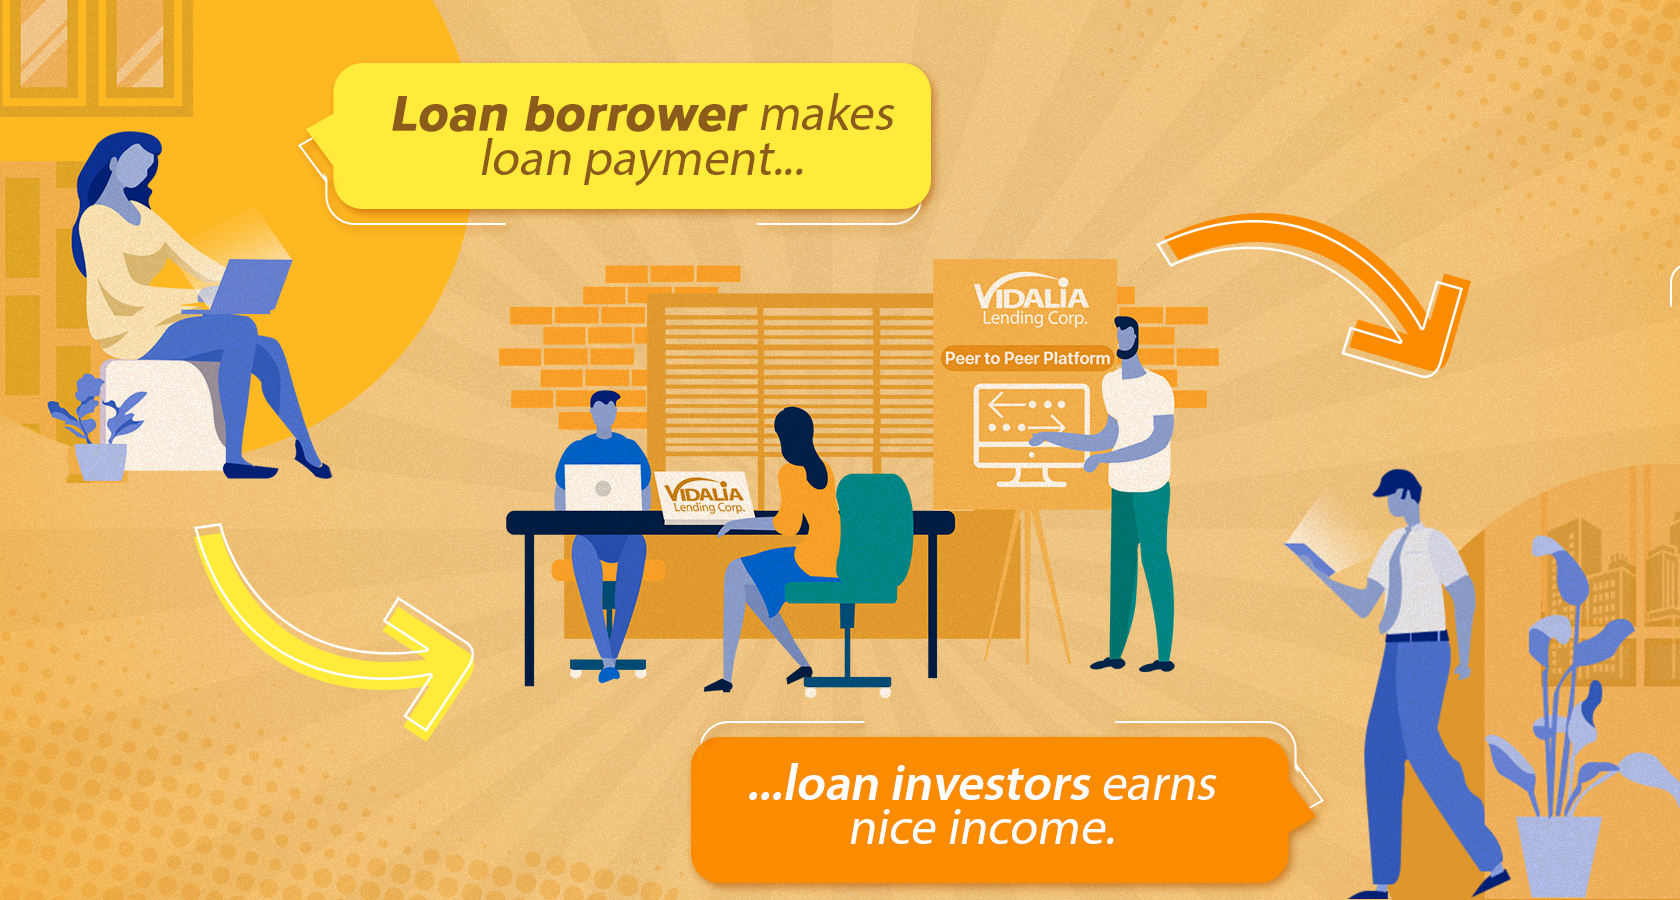 Loan borrower makes
loan payment...
VIDALIA
Lending Corp.
Peer to Peer Platform
VIDALIA
Lending Corp.
...loan investors earns
nice income.